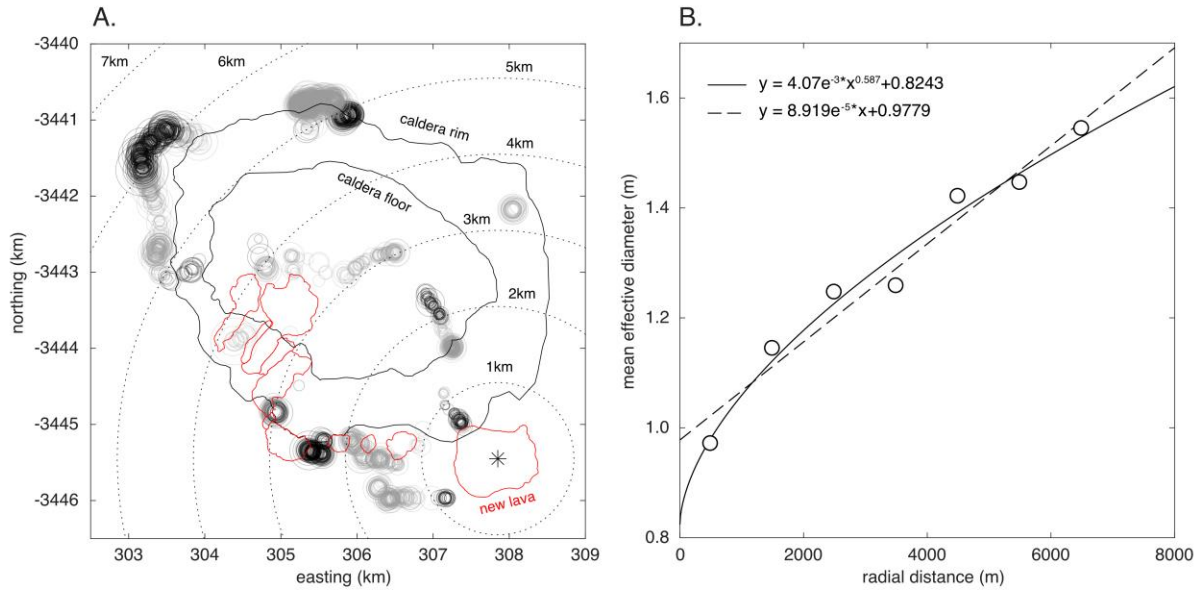 A.
B.
-3440
-3441
-3442
-3443
-3444
-3445
-3446
northing (km)
7km
6km
5km
4km
3km
2km
1km
caldera rim
caldera floor
new lava
303
304
305
306
307
308
309
easting (km)
y = 4.07e-3*x0.587+0.8243
y = 8.919e-5*x+0.9779
1.6
1.4
1.2
1.0
0.8
mean effective diameter (m)
0
2000
4000
6000
8000
radial distance (m)